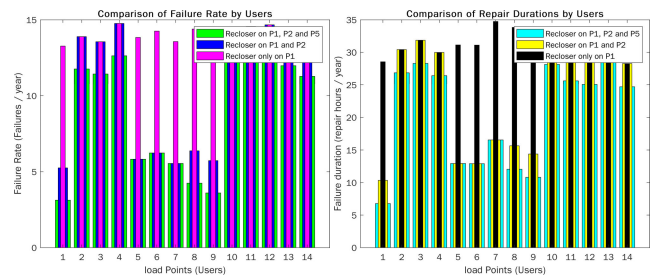 Comparison of Failure Rate by Users
Recloser on P1, P2 and P5
Recloser on P1 and P2
Recloser only on P1
Failure Rate (Failures / year)
15
10
5
0
1 2 3 4 5 6 7 8 9 10 11 12 13 14
load Points (Users)
Comparison of Repair Durations by Users
Recloser on P1, P2 and P5
Recloser on P1 and P2
Recloser only on P1
Failure duration (repair hours / year)
35
30
25
20
15
10
5
0
1 2 3 4 5 6 7 8 9 10 11 12 13 14
load Points (Users)